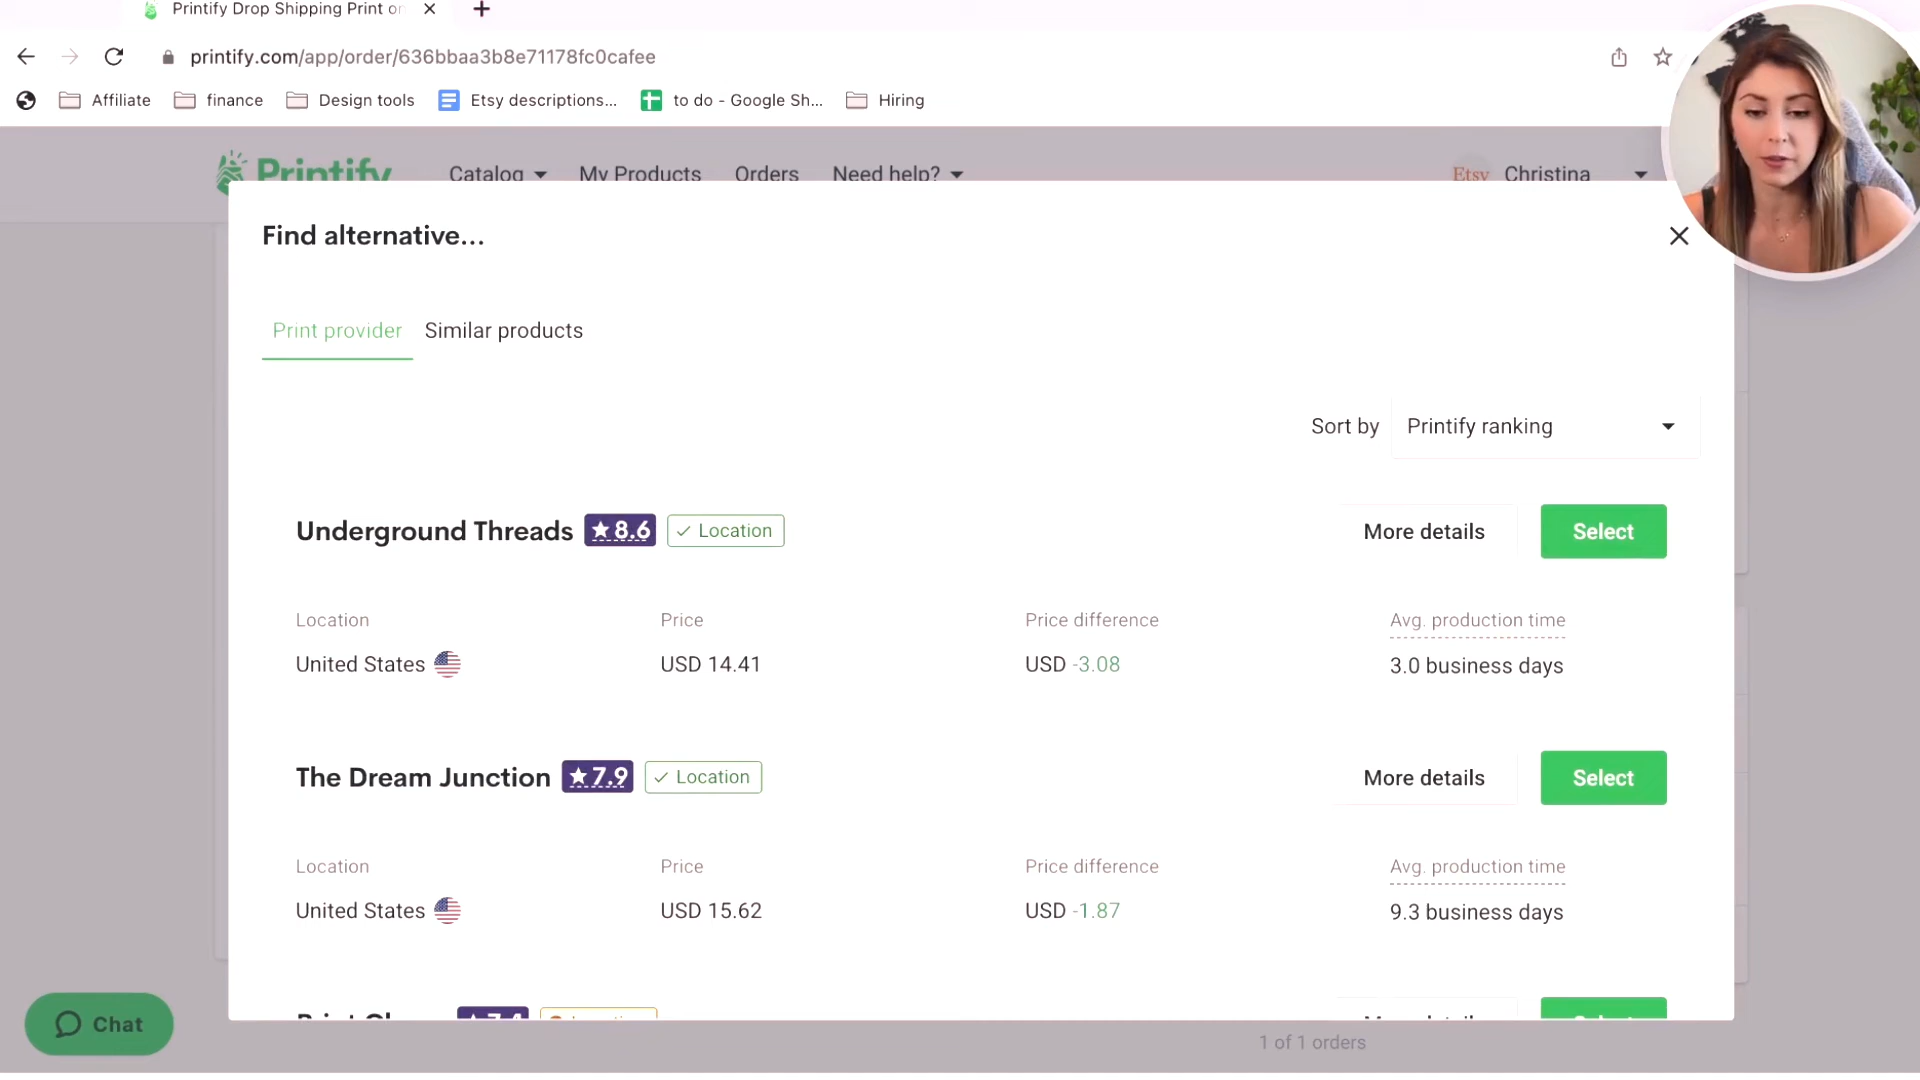 Printify Drop Shipping Print on
printify.com/app/order/636bbaa3b8e71178fc0cafee
Affiliate finance Design tools Etsy descriptions... to do - Google Sh... Hiring
Printify Catalog My Products Orders Need help? Etsy Christina
Find alternative...
Print provider Similar products
Sort by Printify ranking
Underground Threads 8.6 Location More details Select
Location Price Price difference Avg. production time
United States USD 14.41 USD -3.08 3.0 business days
The Dream Junction 7.9 Location More details Select
Location Price Price difference Avg. production time
United States USD 15.62 USD -1.87 9.3 business days
Chat
1 of 1 orders